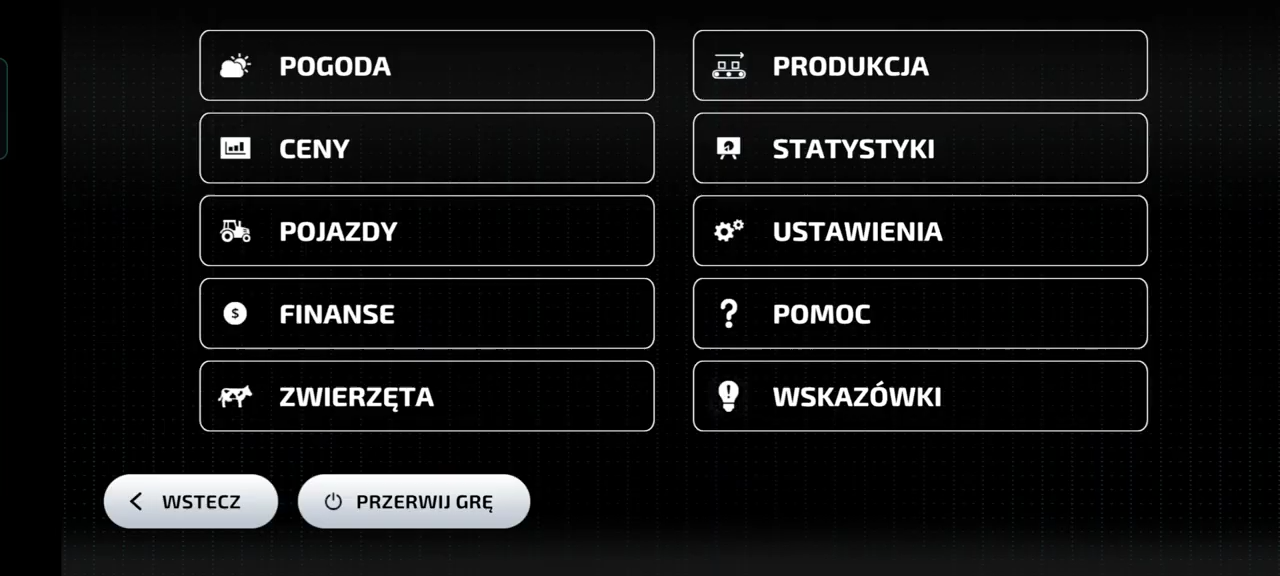 POGODA
PRODUKCJA
CENY
STATYSTYKI
POJAZDY
USTAWIENIA
FINANSE
POMOC
ZWIERZĘTA
WSKAZÓWKI
WSTECZ
PRZERWIJ GRĘ